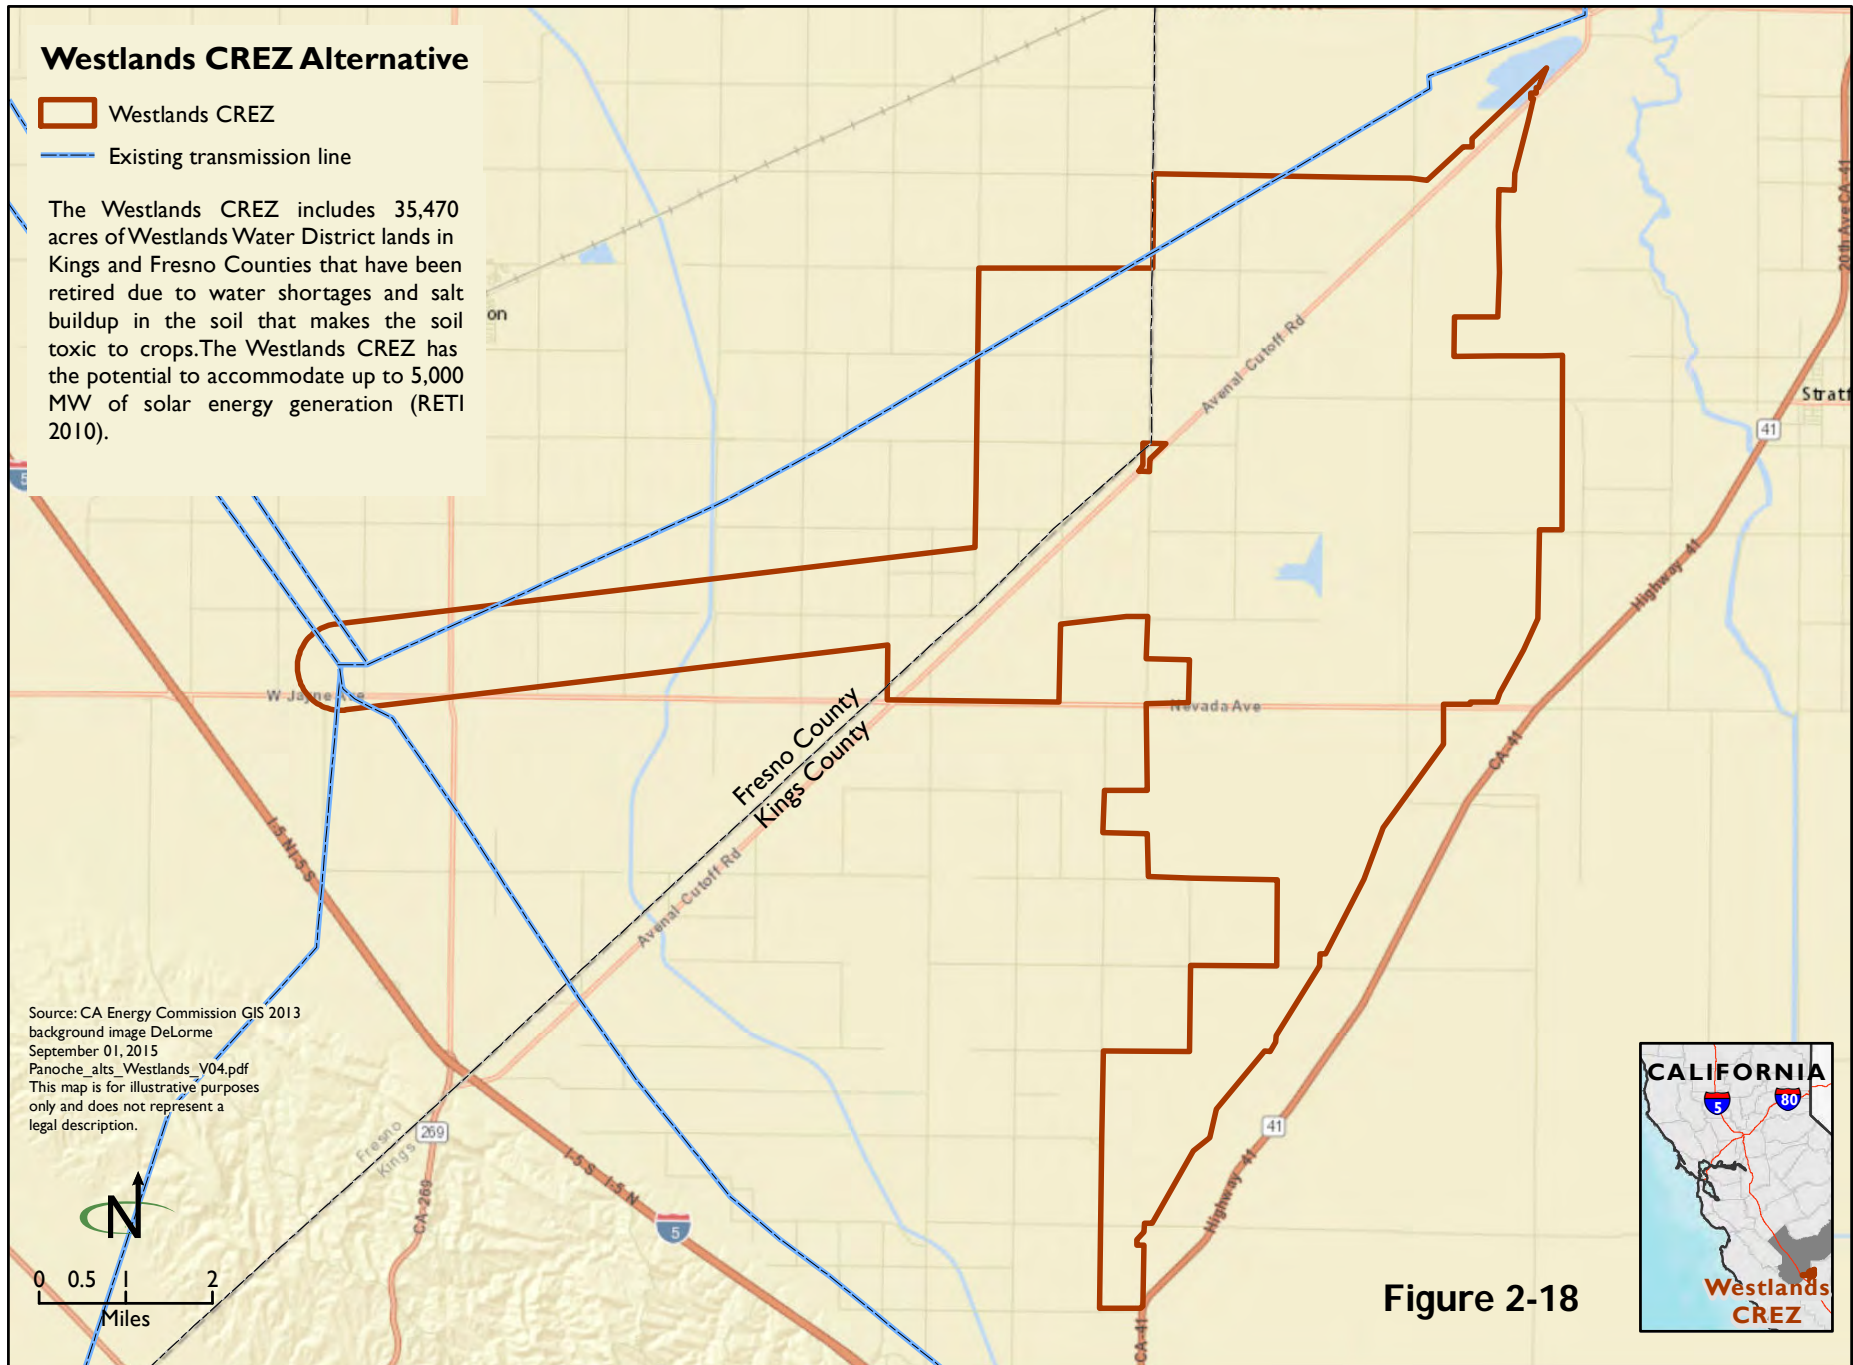 Westlands CREZ Alternative
Westlands CREZ
Existing transmission line
The Westlands CREZ includes 35,470
acres of Westlands Water District lands in
Kings and Fresno Counties that have been
retired due to water shortages and salt
buildup in the soil that makes the soil
toxic to crops. The Westlands CREZ has
the potential to accommodate up to 5,000
MW of solar energy generation (RETI
2010).
on
5
20th Ave CA-41
Avenal Cutoff Rd
Stratf
41
Highway 41
W Jayne Ave
Nevada Ave
Fresno County
Kings County
CA-41
I-5 N I-5 S
Avenal Cutoff Rd
Source: CA Energy Commission GIS 2013
background image DeLorme
September 01, 2015
Panoche_alts_Westlands_V04.pdf
This map is for illustrative purposes
only and does not represent a
legal description.
Fresno
Kings
269
CA-269
I-5 S I-5 N
5
41
Highway 41
CA-41
N
0 0.5 1 2
Miles
Figure 2-18
CALIFORNIA
5
80
Westlands
CREZ